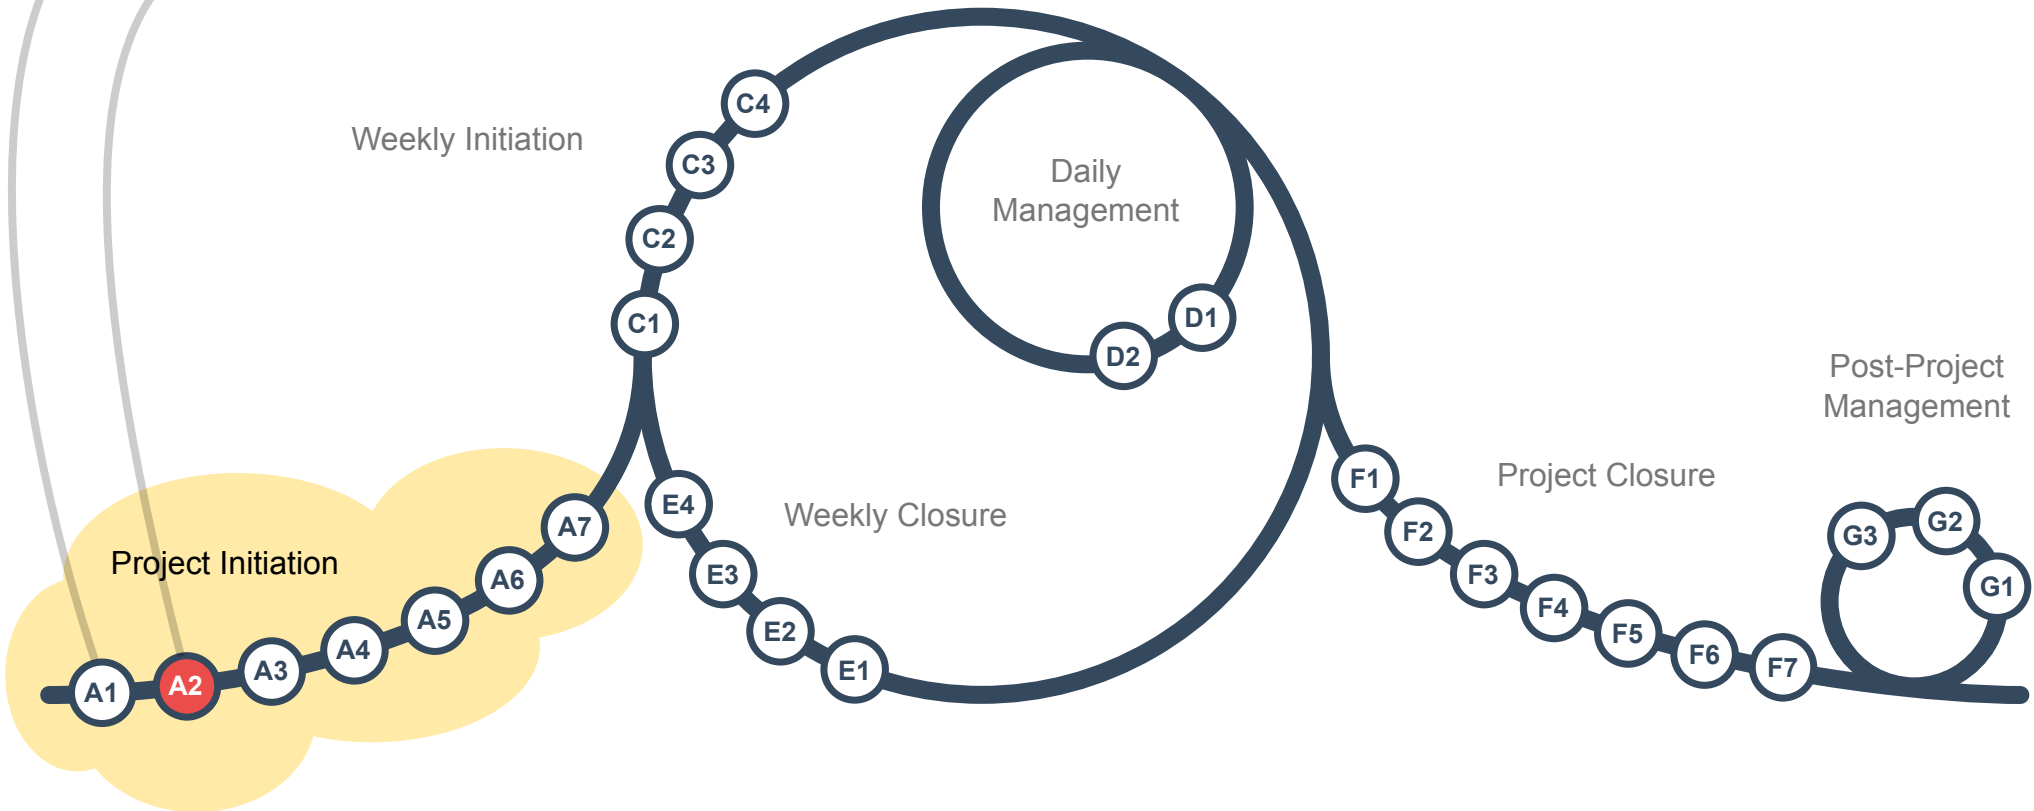 Weekly Initiation
C4
C3
C2
C1
Daily
Management
D1
D2
Post-Project
Management
Project Closure
Weekly Closure
Project Initiation
A1
A2
A3
A4
A5
A6
A7
E4
E3
E2
E1
F1
F2
F3
F4
F5
F6
F7
G3
G2
G1